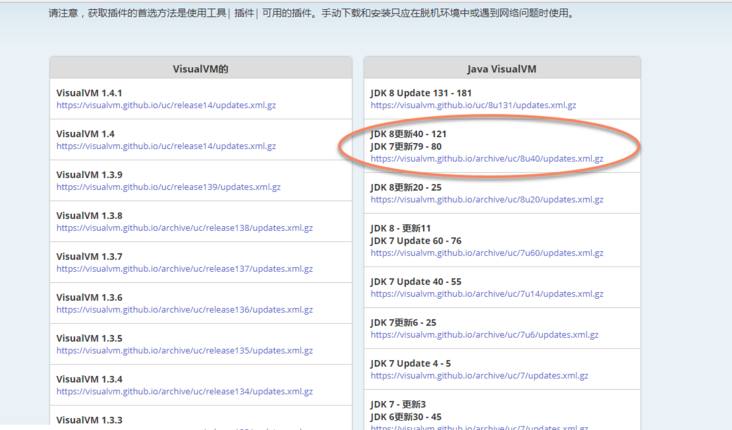 请注意，获取插件的首选方法是使用工具| 插件| 可用的插件。手动下载和安装只应在脱机环境中或遇到网络问题时使用。
VisualVM的
VisualVM 1.4.1
https://visualvm.github.io/uc/release14/updates.xml.gz
VisualVM 1.4
https://visualvm.github.io/uc/release14/updates.xml.gz
VisualVM 1.3.9
https://visualvm.github.io/uc/release139/updates.xml.gz
VisualVM 1.3.8
https://visualvm.github.io/archive/uc/release138/updates.xml.gz
VisualVM 1.3.7
https://visualvm.github.io/archive/uc/release137/updates.xml.gz
VisualVM 1.3.6
https://visualvm.github.io/archive/uc/release136/updates.xml.gz
VisualVM 1.3.5
https://visualvm.github.io/archive/uc/release135/updates.xml.gz
VisualVM 1.3.4
https://visualvm.github.io/archive/uc/release134/updates.xml.gz
VisualVM 1.3.3
Java VisualVM
JDK 8 Update 131 - 181
https://visualvm.github.io/uc/8u131/updates.xml.gz
JDK 8更新40 - 121
JDK 7更新79 - 80
https://visualvm.github.io/archive/uc/8u40/updates.xml.gz
JDK 8更新20 - 25
https://visualvm.github.io/archive/uc/8u20/updates.xml.gz
JDK 8 - 更新11
JDK 7 Update 60 - 76
https://visualvm.github.io/archive/uc/7u60/updates.xml.gz
JDK 7 Update 40 - 55
https://visualvm.github.io/archive/uc/7u14/updates.xml.gz
JDK 7更新6 - 25
https://visualvm.github.io/archive/uc/7u6/updates.xml.gz
JDK 7 Update 4 - 5
https://visualvm.github.io/archive/uc/7/updates.xml.gz
JDK 7 - 更新3
JDK 6更新30 - 45
https://visualvm.github.io/archive/uc/7/updates.xml.gz